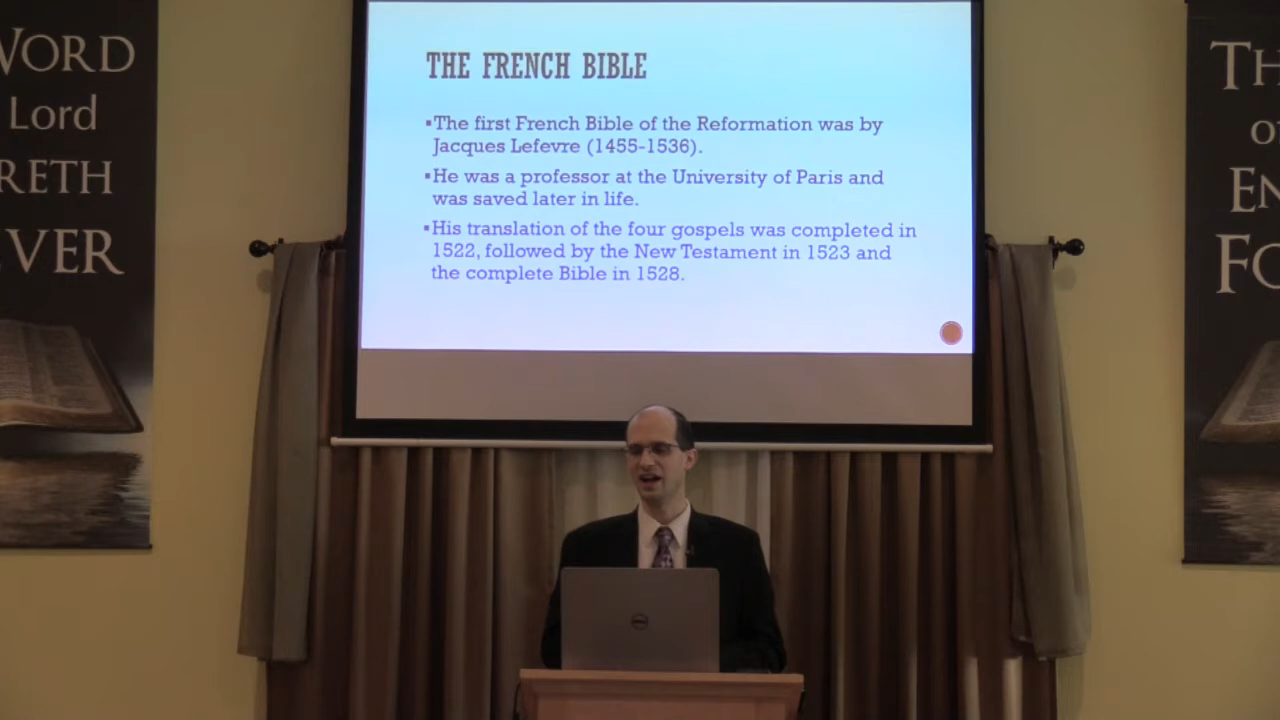 WORD
Lord
RETH
VER
THE FRENCH BIBLE
▪The first French Bible of the Reformation was by
Jacques Lefevre (1455-1536).
▪He was a professor at the University of Paris and
was saved later in life.
▪His translation of the four gospels was completed in
1522, followed by the New Testament in 1523 and
the complete Bible in 1528.
DELL
TH
O
EN
FO